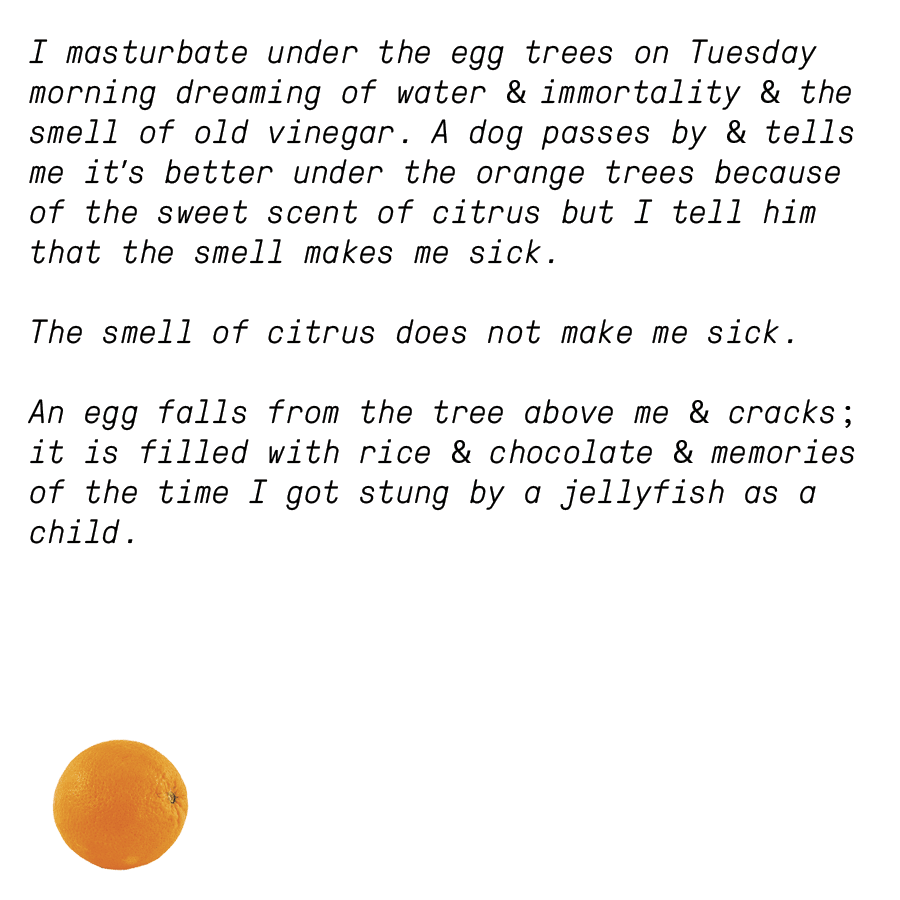 I masturbate under the egg trees on Tuesday
morning dreaming of water & immortality & the
smell of old vinegar. A dog passes by & tells
me it's better under the orange trees because
of the sweet scent of citrus but I tell him
that the smell makes me sick.
The smell of citrus does not make me sick.
An egg falls from the tree above me & cracks;
it is filled with rice & chocolate & memories
of the time I got stung by a jellyfish as a
child.